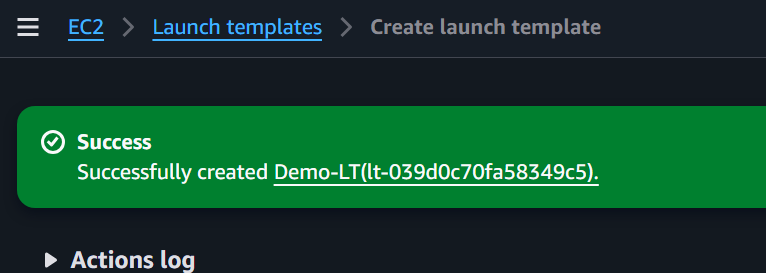 EC2 > Launch templates > Create launch template
Success
Successfully created Demo-LT(lt-039d0c70fa58349c5).
Actions log